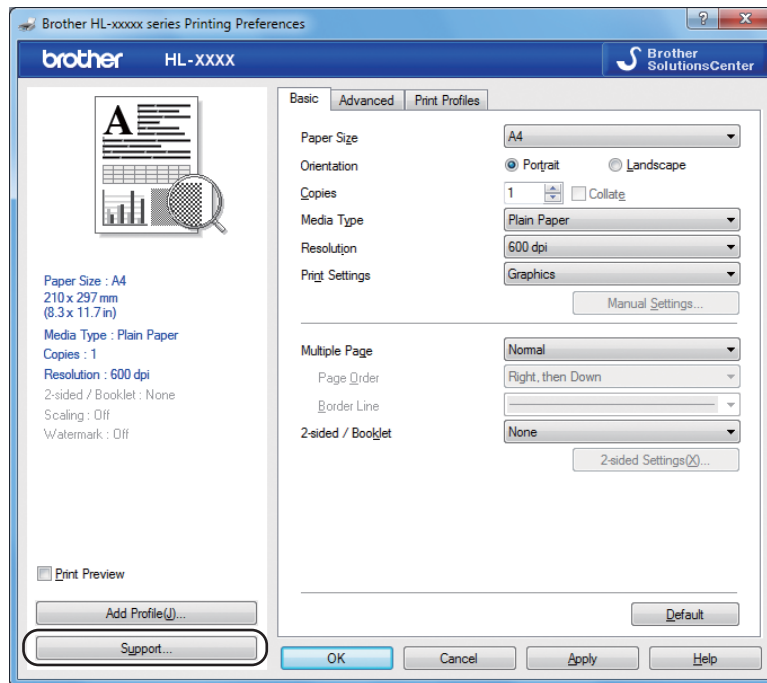 Brother HL-xxxxx series Printing Preferences
brother HL-XXXX
Brother
SolutionsCenter
A
Paper Size : A4
210 x 297 mm
(8.3 x 11.7 in)
Media Type : Plain Paper
Copies : 1
Resolution : 600 dpi
2-sided / Booklet : None
Scaling : Off
Watermark : Off
Print Preview
Add Profile(J)...
Support...
Basic Advanced Print Profiles
Paper Size A4
Orientation Portrait Landscape
Copies 1 Collate
Media Type Plain Paper
Resolution 600 dpi
Print Settings Graphics
Manual Settings...
Multiple Page Normal
Page Order Right, then Down
Border Line
2-sided / Booklet None
2-sided Settings(X)...
Default
OK Cancel Apply Help